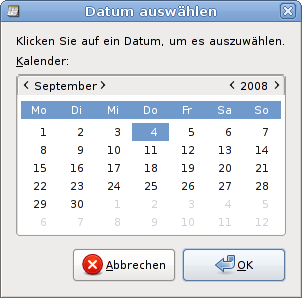 Datum auswählen
Klicken Sie auf ein Datum, um es auszuwählen.
Kalender:
September 2008
Mo Di Mi Do Fr Sa So
1 2 3 4 5 6 7
8 9 10 11 12 13 14
15 16 17 18 19 20 21
22 23 24 25 26 27 28
29 30 1 2 3 4 5
6 7 8 9 10 11 12
Abbrechen OK